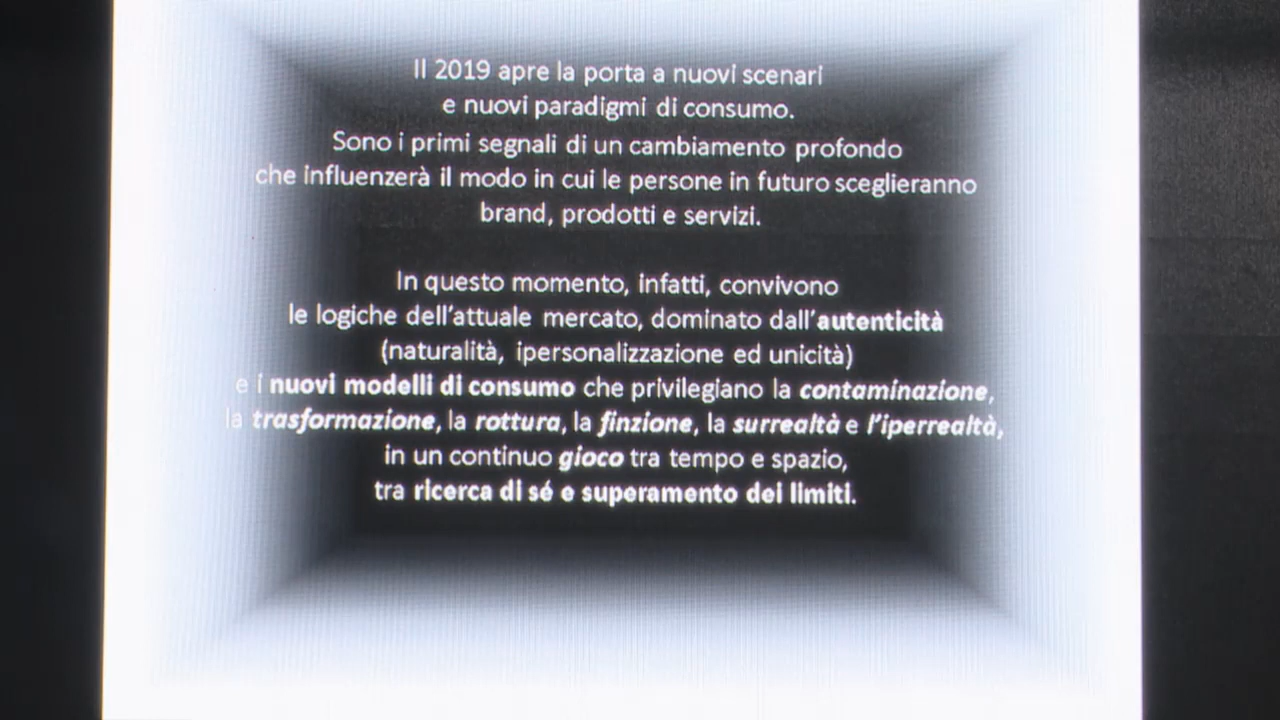 Il 2019 apre la porta a nuovi scenari
e nuovi paradigmi di consumo.
Sono i primi segnali di un cambiamento profondo
che influenzerà il modo in cui le persone in futuro sceglieranno
brand, prodotti e servizi.
In questo momento, infatti, convivono
le logiche dell'attuale mercato, dominato dall'autenticità
(naturalità, ipersonalizzazione ed unicità)
e i nuovi modelli di consumo che privilegiano la contaminazione,
la trasformazione, la rottura, la finzione, la surrealtà e l'iperrealtà,
in un continuo gioco tra tempo e spazio,
tra ricerca di sé e superamento dei limiti.